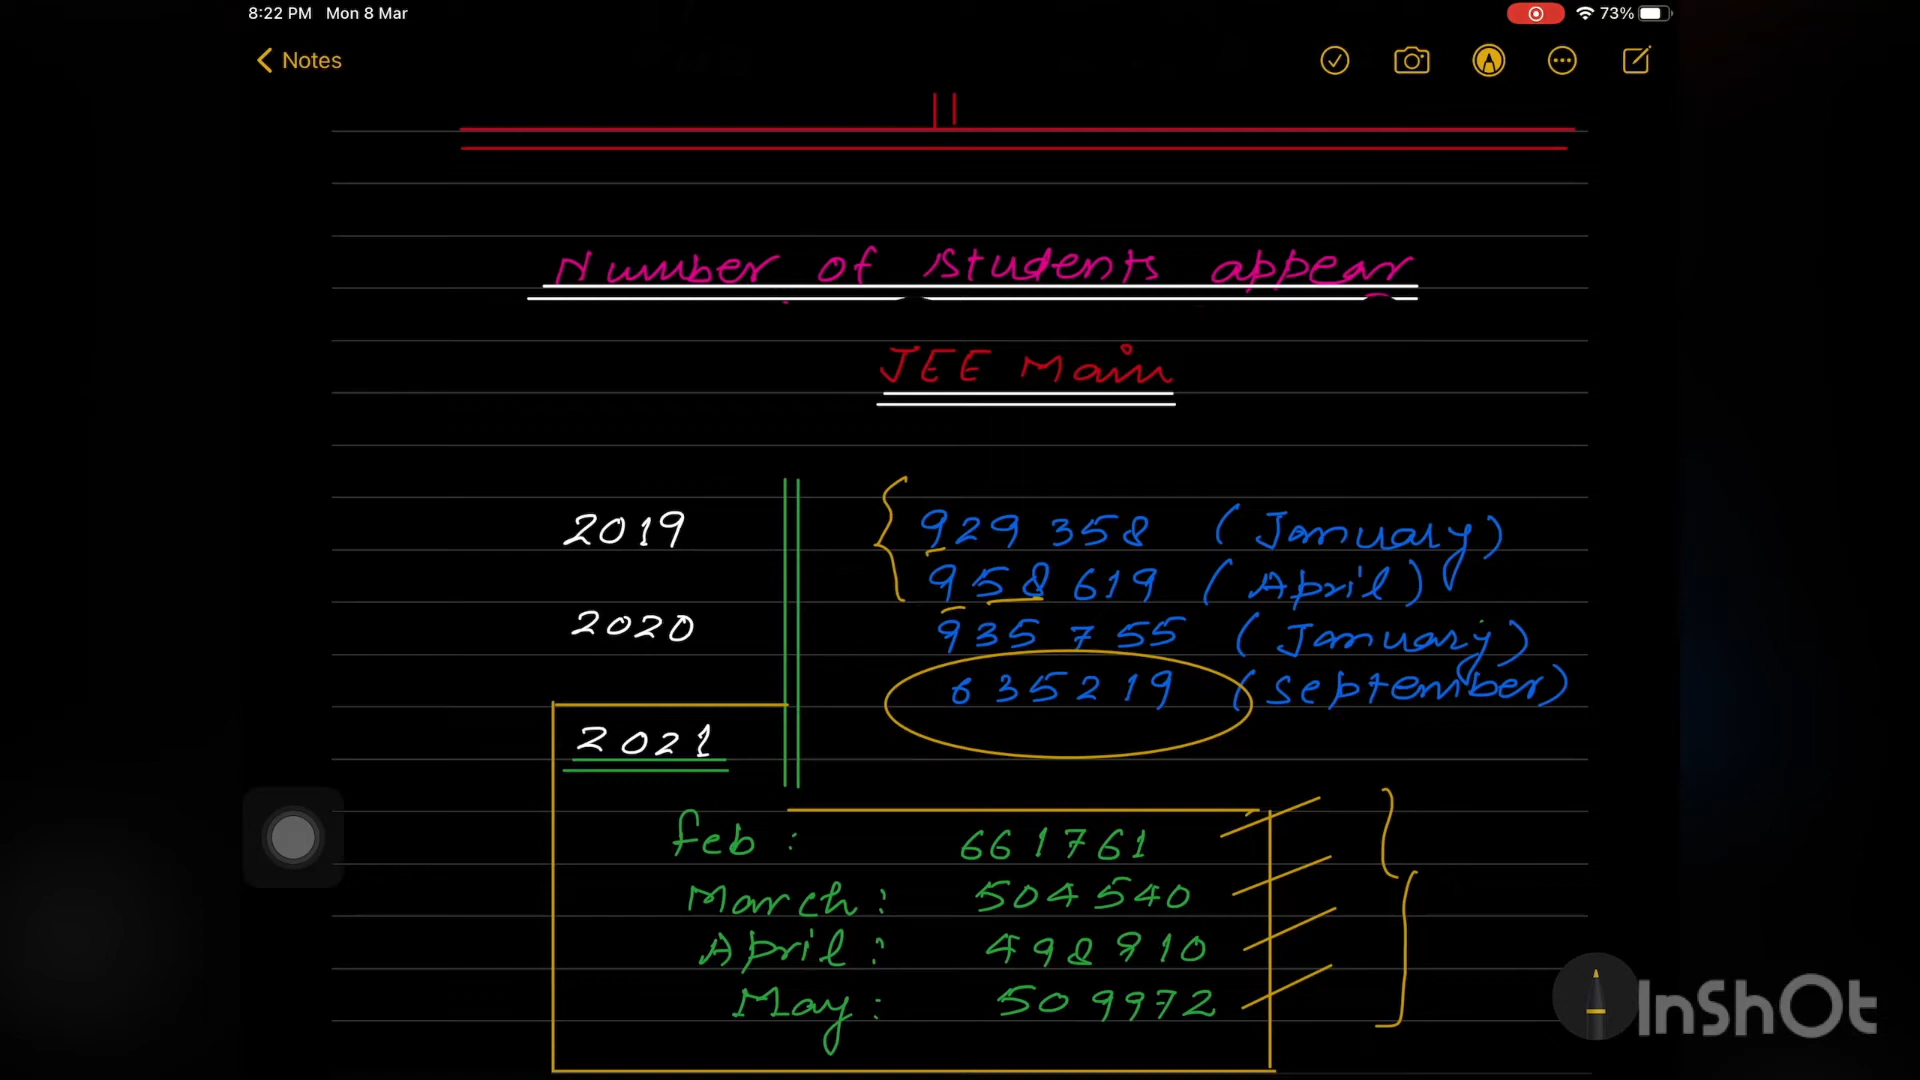 8:22 PM Mon 8 Mar 73%
Notes
Number of students appear
JEE Main
2019 929 358 (January)
958 619 (April)
2020 935 755 (January)
635219 (September)
2021
feb: 661761
March: 504540
April: 498910
May: 509972
InShOt